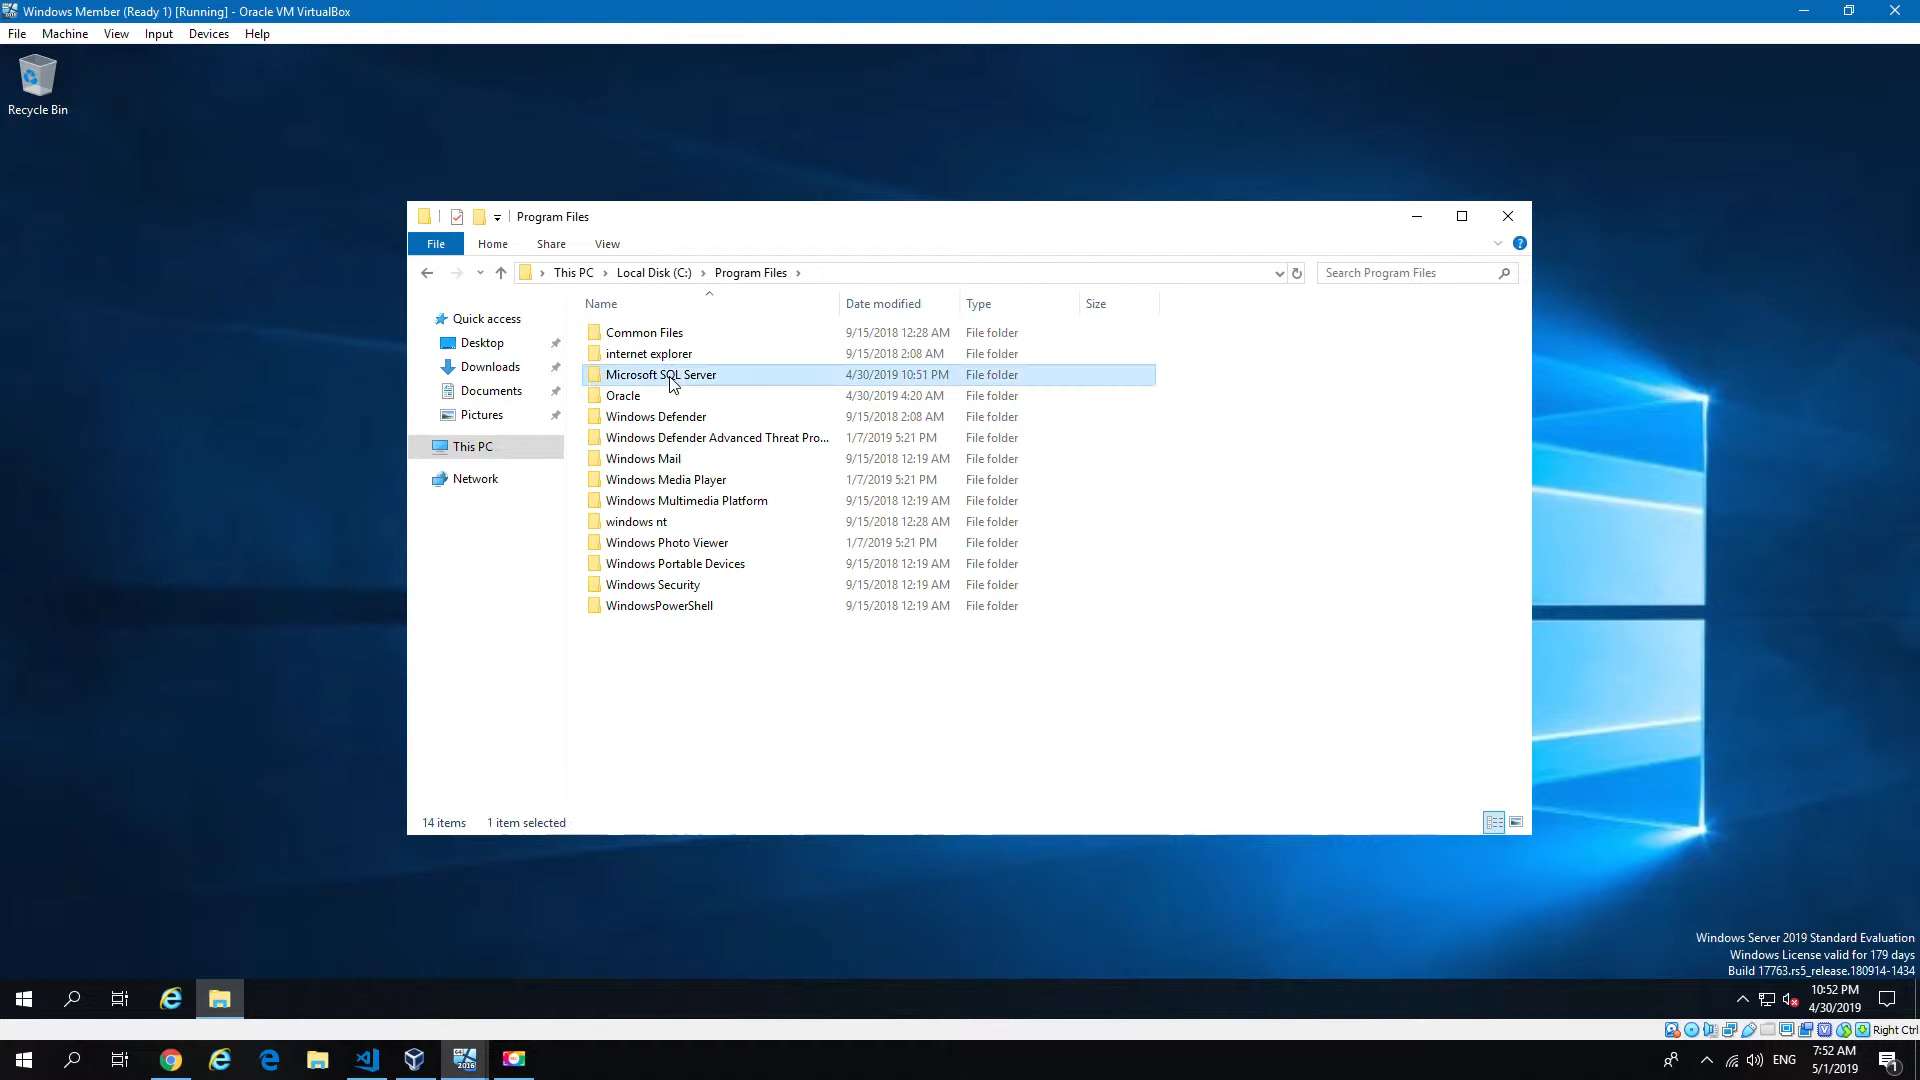 Windows Member (Ready 1) [Running] - Oracle VM VirtualBox
File Machine View Input Devices Help
Recycle Bin
Program Files
File Home Share View
This PC Local Disk (C:) Program Files
Search Program Files
Quick access
Desktop
Downloads
Documents
Pictures
This PC
Network
Name Date modified Type Size
Common Files 9/15/2018 12:28 AM File folder
internet explorer 9/15/2018 2:08 AM File folder
Microsoft SQL Server 4/30/2019 10:51 PM File folder
Oracle 4/30/2019 4:20 AM File folder
Windows Defender 9/15/2018 2:08 AM File folder
Windows Defender Advanced Threat Pro... 1/7/2019 5:21 PM File folder
Windows Mail 9/15/2018 12:19 AM File folder
Windows Media Player 1/7/2019 5:21 PM File folder
Windows Multimedia Platform 9/15/2018 12:19 AM File folder
windows nt 9/15/2018 12:28 AM File folder
Windows Photo Viewer 1/7/2019 5:21 PM File folder
Windows Portable Devices 9/15/2018 12:19 AM File folder
Windows Security 9/15/2018 12:19 AM File folder
WindowsPowerShell 9/15/2018 12:19 AM File folder
14 items 1 item selected
Windows Server 2019 Standard Evaluation
Windows License valid for 179 days
Build 17763.rs5_release.180914-1434
10:52 PM
4/30/2019
Right Ctrl
2016
ENG
7:52 AM
5/1/2019
1